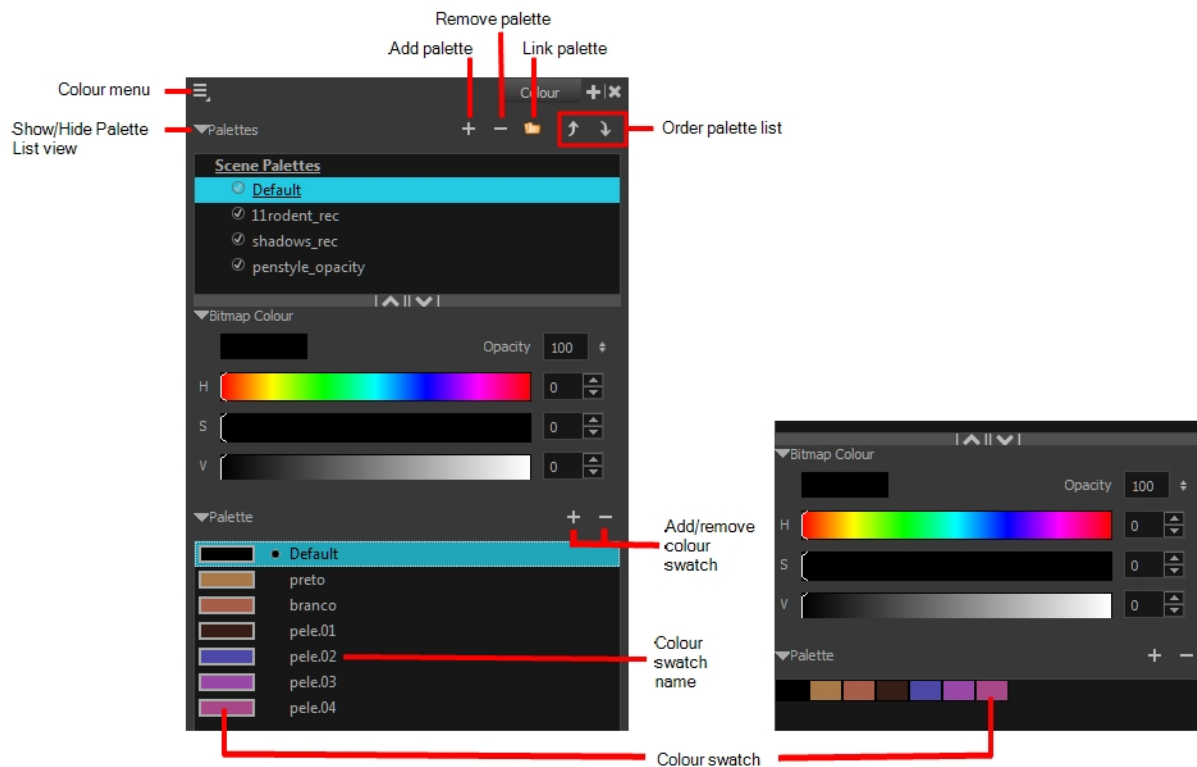 Remove palette
Add palette
Link palette
Colour menu
Colour
Show/Hide Palette
List view
Palettes
Order palette list
Scene Palettes
Default
11rodent_rec
shadows_rec
penstyle_opacity
Bitmap Colour
Opacity 100
H 0
S 0
V 0
Palette
Add/remove
colour
swatch
Default
preto
branco
pele.01
pele.02
pele.03
pele.04
Colour
swatch
name
Bitmap Colour
Opacity 100
H 0
S 0
V 0
Palette
Colour swatch